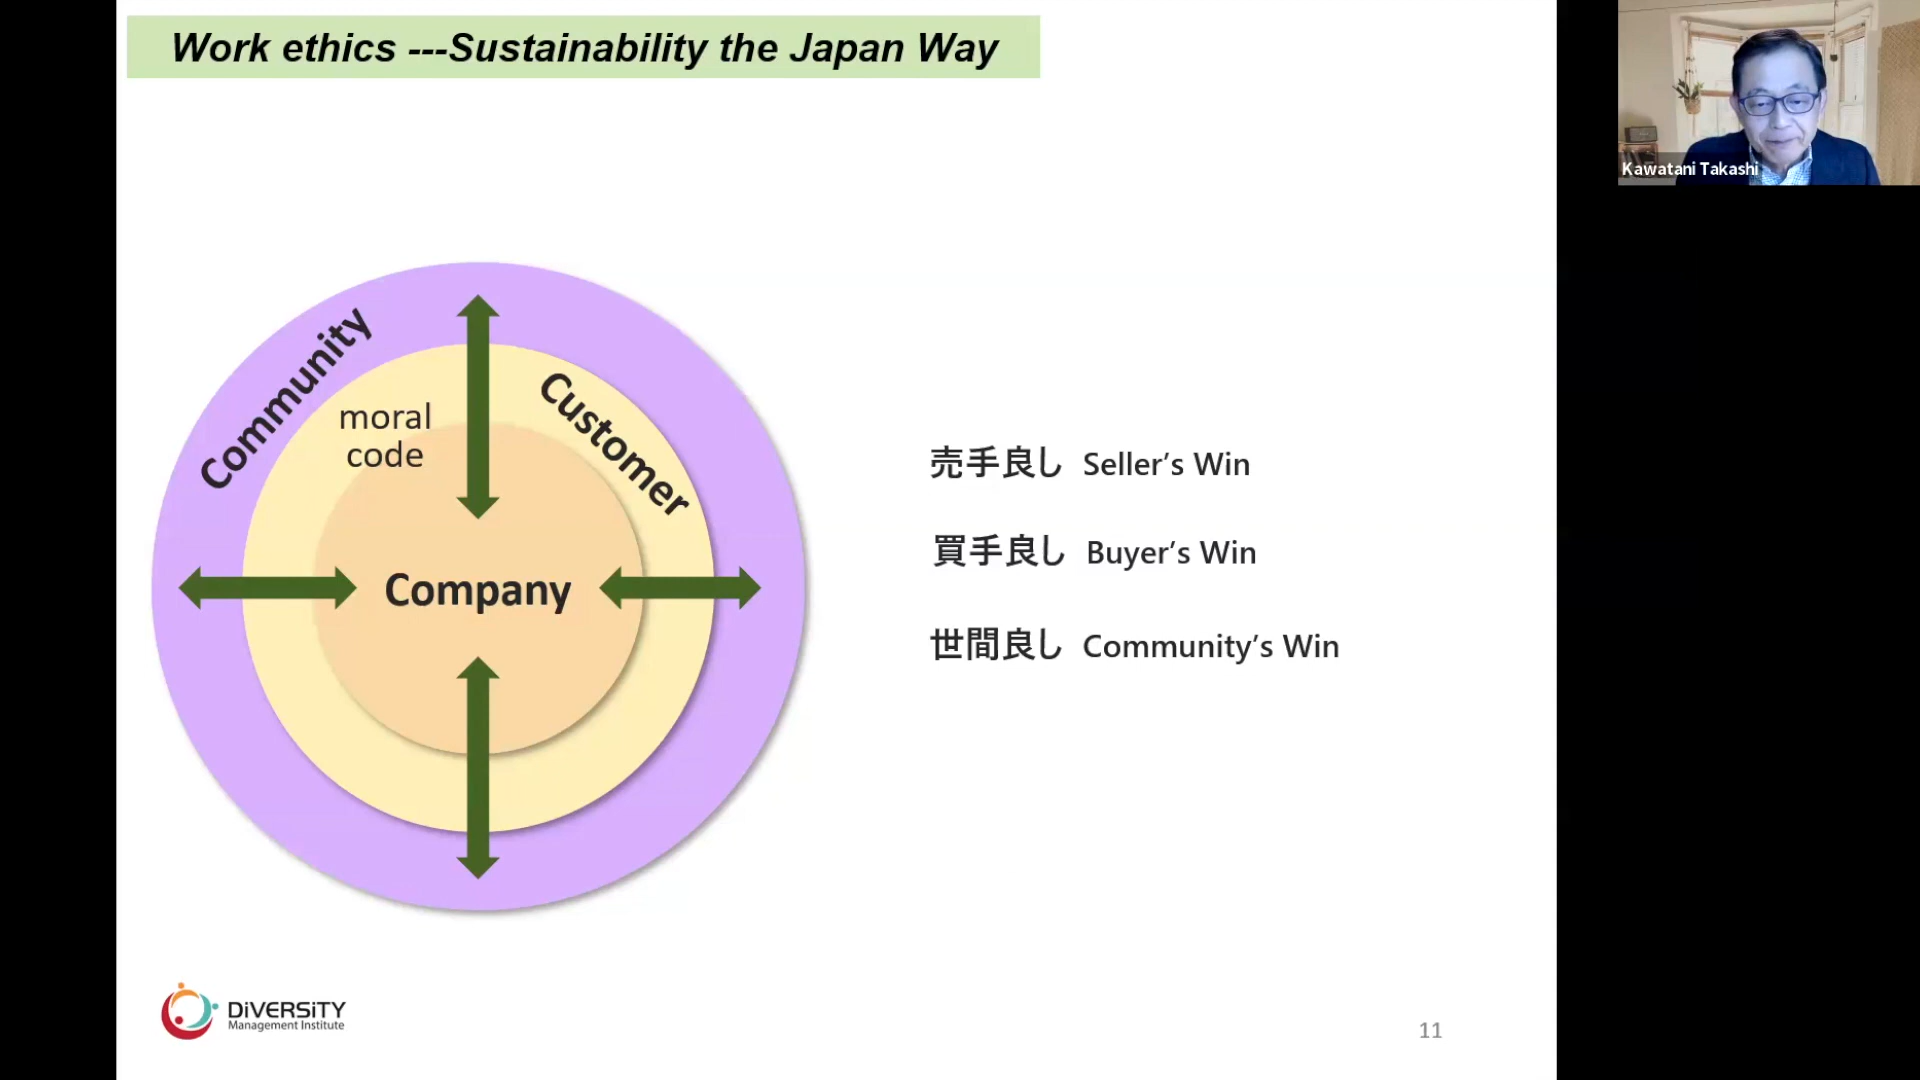 Work ethics ---Sustainability the Japan Way
Kawatani Takashi
Community
moral
code
Customer
Company
売手良し Seller's Win
買手良し Buyer's Win
世間良し Community's Win
DiVERSiTY
Management Institute
11